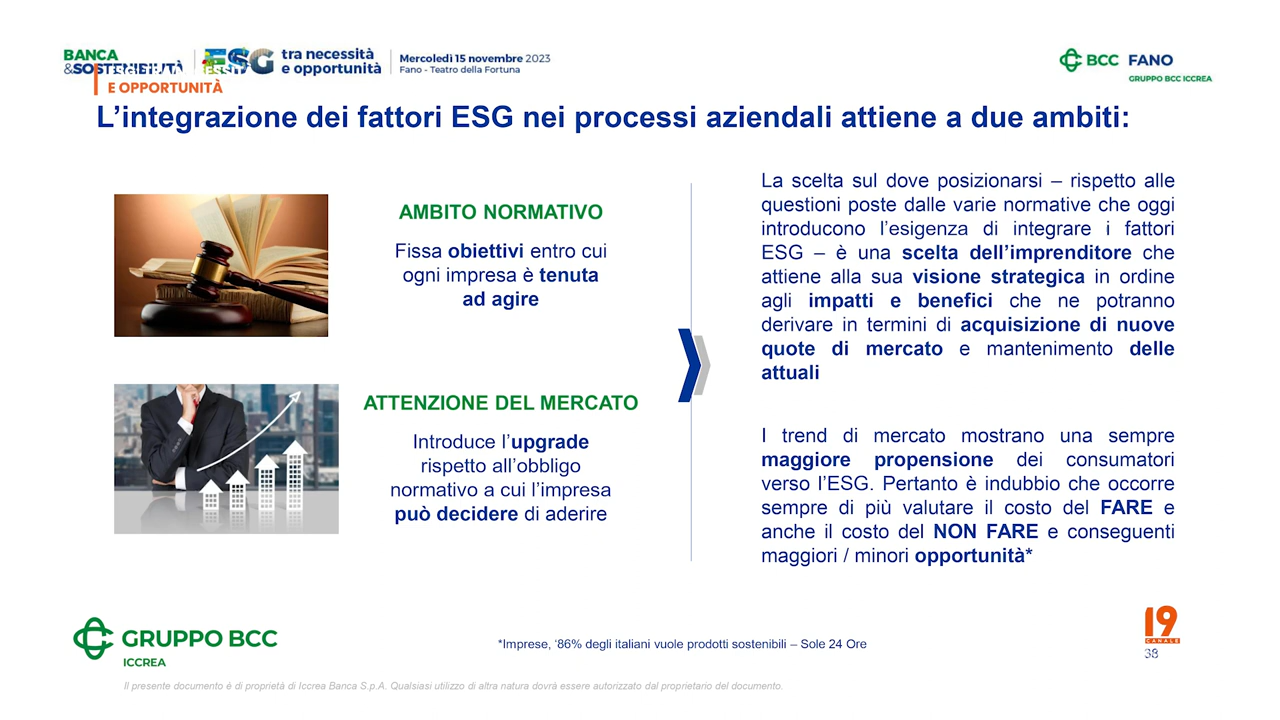 BANCA
&SOSTENIBILITÀ
ESG tra necessità
e opportunità
Mercoledì 15 novembre 2023
Fano - Teatro della Fortuna
BCC FANO
GRUPPO BCC ICCREA
E OPPORTUNITÀ
L’integrazione dei fattori ESG nei processi aziendali attiene a due ambiti:
AMBITO NORMATIVO
Fissa obiettivi entro cui
ogni impresa è tenuta
ad agire
ATTENZIONE DEL MERCATO
Introduce l’upgrade
rispetto all’obbligo
normativo a cui l’impresa
può decidere di aderire
La scelta sul dove posizionarsi – rispetto alle
questioni poste dalle varie normative che oggi
introducono l’esigenza di integrare i fattori
ESG – è una scelta dell’imprenditore che
attiene alla sua visione strategica in ordine
agli impatti e benefici che ne potranno
derivare in termini di acquisizione di nuove
quote di mercato e mantenimento delle
attuali
I trend di mercato mostrano una sempre
maggiore propensione dei consumatori
verso l’ESG. Pertanto è indubbio che occorre
sempre di più valutare il costo del FARE e
anche il costo del NON FARE e conseguenti
maggiori / minori opportunità*
GRUPPO BCC
ICCREA
*Imprese, ‘86% degli italiani vuole prodotti sostenibili – Sole 24 Ore
19
CANALE
38
Il presente documento è di proprietà di Iccrea Banca S.p.A. Qualsiasi utilizzo di altra natura dovrà essere autorizzato dal proprietario del documento.